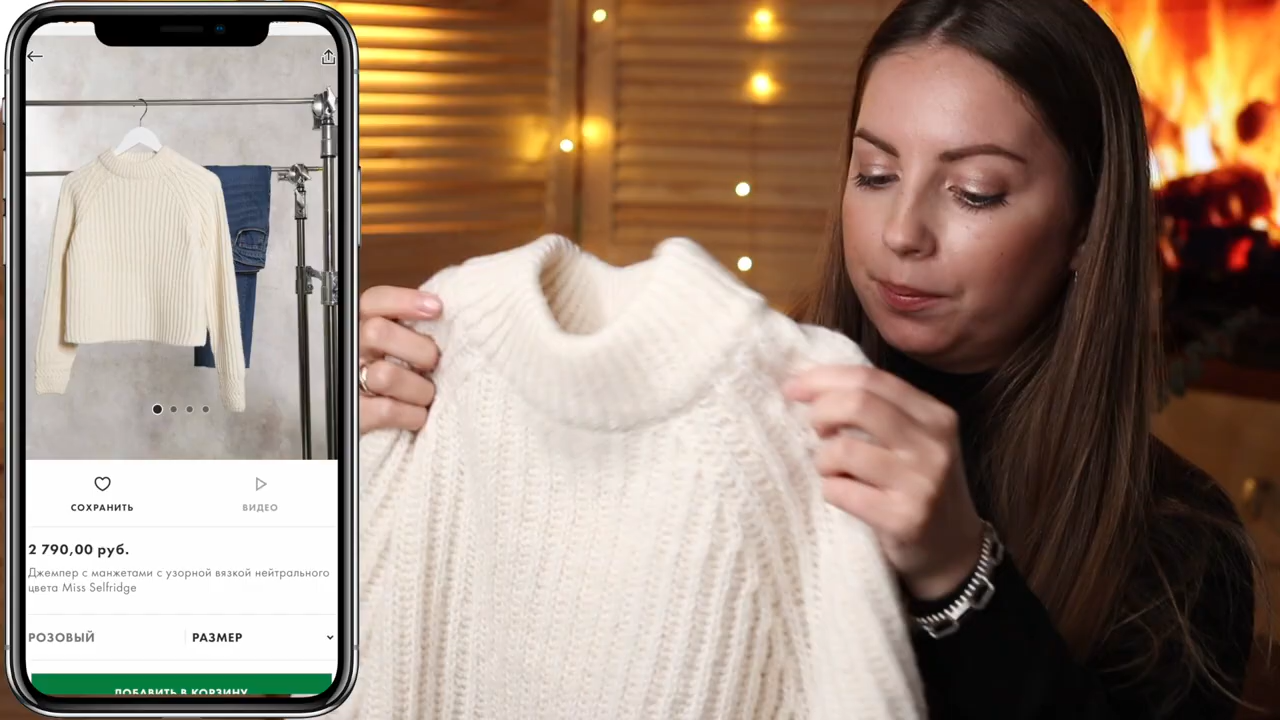 СОХРАНИТЬ
ВИДЕО
2 790,00 руб.
Джемпер с манжетами с узорной вязкой нейтрального
цвета Miss Selfridge
РОЗОВЫЙ
РАЗМЕР
ДОБАВИТЬ В КОРЗИНУ